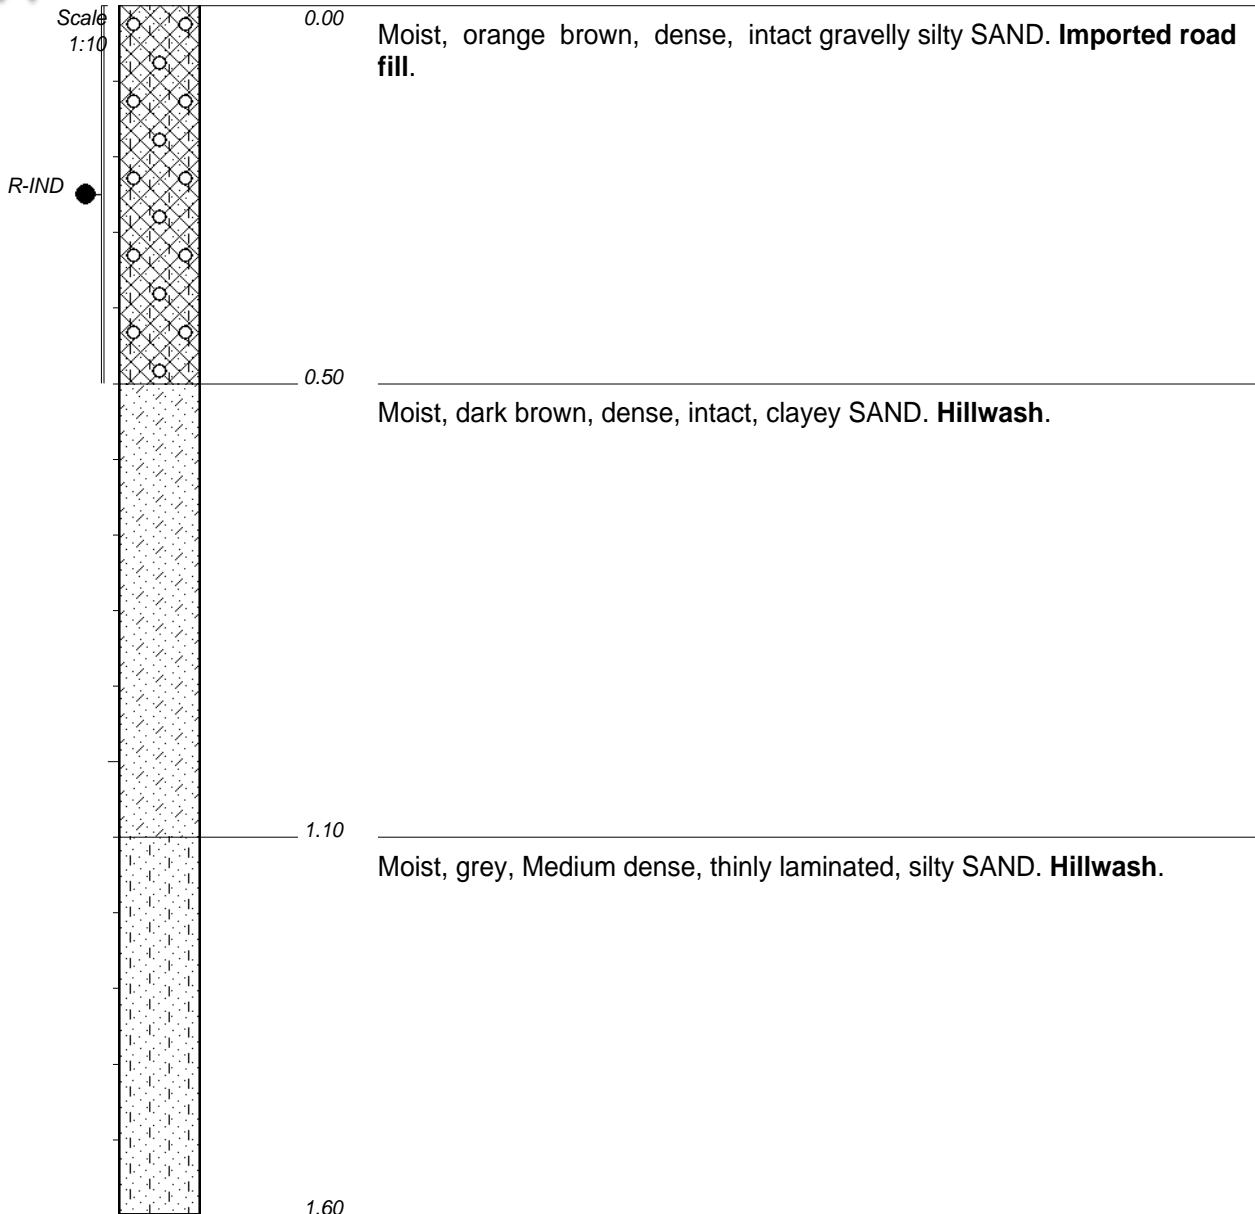 Scale
1:10
0.00
Moist, orange brown, dense, intact gravelly silty SAND. Imported road
fill.
R-IND
0.50
Moist, dark brown, dense, intact, clayey SAND. Hillwash.
1.10
Moist, grey, Medium dense, thinly laminated, silty SAND. Hillwash.
1.60